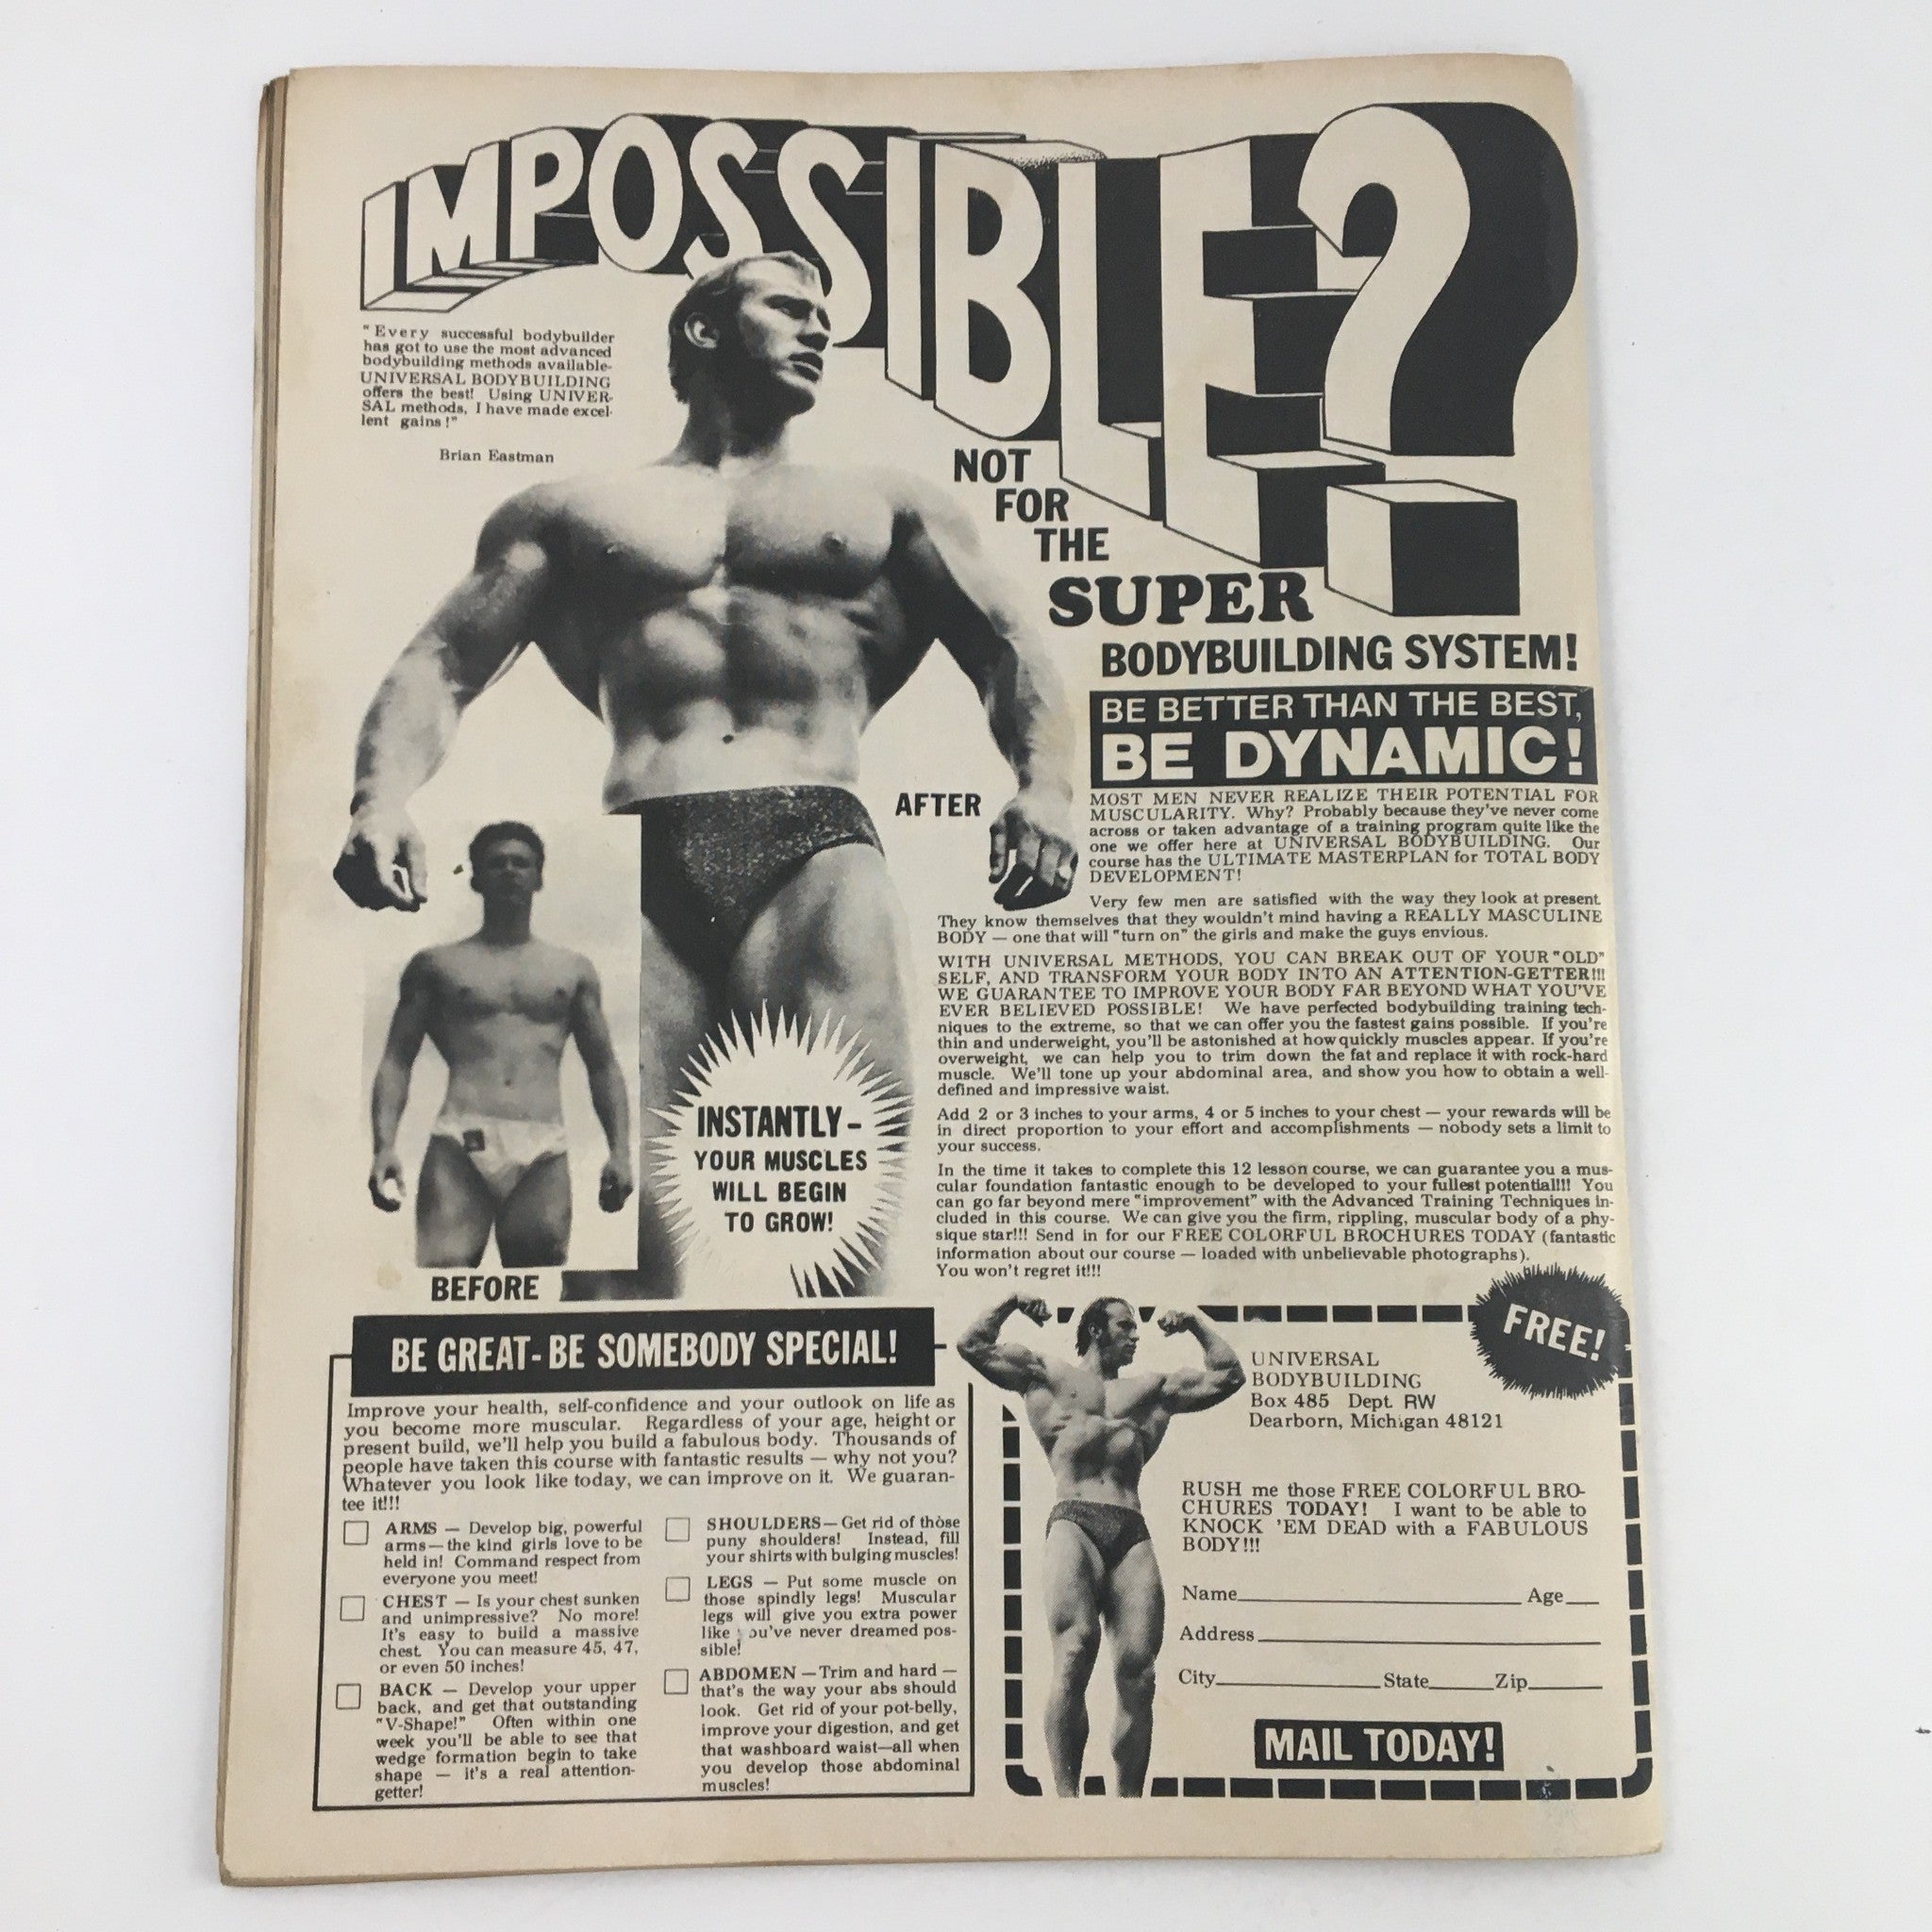 IMPOSSIBLE?
"Every successful bodybuilder
has got to use the most advanced
bodybuilding methods available-
UNIVERSAL BODYBUILDING
offers the best! Using UNIVER-
SAL methods, I have made excel-
lent gains!"
Brian Eastman
NOT
FOR
THE
SUPER
BODYBUILDING SYSTEM!
BE BETTER THAN THE BEST,
BE DYNAMIC!
AFTER
MOST MEN NEVER REALIZE THEIR POTENTIAL FOR
MUSCULARITY. Why? Probably because they've never come
across or taken advantage of a training program quite like the
one we offer here at UNIVERSAL BODYBUILDING. Our
course has the ULTIMATE MASTERPLAN for TOTAL BODY
DEVELOPMENT!
Very few men are satisfied with the way they look at present.
They know themselves that they wouldn't mind having a REALLY MASCULINE
BODY — one that will "turn on" the girls and make the guys envious.
WITH UNIVERSAL METHODS, YOU CAN BREAK OUT OF YOUR "OLD"
SELF, AND TRANSFORM YOUR BODY INTO AN ATTENTION-GETTER!!!
WE GUARANTEE TO IMPROVE YOUR BODY FAR BEYOND WHAT YOU'VE
EVER BELIEVED POSSIBLE! We have perfected bodybuilding training tech-
niques to the extreme, so that we can offer you the fastest gains possible. If you're
thin and underweight, you'll be astonished at how quickly muscles appear. If you're
overweight, we can help you to trim down the fat and replace it with rock-hard
muscle. We'll tone up your abdominal area, and show you how to obtain a well-
defined and impressive waist.
Add 2 or 3 inches to your arms, 4 or 5 inches to your chest — your rewards will be
in direct proportion to your effort and accomplishments — nobody sets a limit to
your success.
In the time it takes to complete this 12 lesson course, we can guarantee you a mus-
cular foundation fantastic enough to be developed to your fullest potential!!! You
can go far beyond mere "improvement" with the Advanced Training Techniques in-
cluded in this course. We can give you the firm, rippling, muscular body of a phy-
sique star!!! Send in for our FREE COLORFUL BROCHURES TODAY (fantastic
information about our course — loaded with unbelievable photographs).
You won't regret it!!!
INSTANTLY-
YOUR MUSCLES
WILL BEGIN
TO GROW!
BEFORE
BE GREAT- BE SOMEBODY SPECIAL!
Improve your health, self-confidence and your outlook on life as
you become more muscular. Regardless of your age, height or
present build, we'll help you build a fabulous body. Thousands of
people have taken this course with fantastic results — why not you?
Whatever you look like today, we can improve on it. We guaran-
tee it!!!
ARMS — Develop big, powerful
arms—the kind girls love to be
held in! Command respect from
everyone you meet!
CHEST — Is your chest sunken
and unimpressive? No more!
It's easy to build a massive
chest. You can measure 45, 47,
or even 50 inches!
BACK — Develop your upper
back, and get that outstanding
"V-Shape!" Often within one
week you'll be able to see that
wedge formation begin to take
shape — it's a real attention-
getter!
SHOULDERS—Get rid of those
puny shoulders! Instead, fill
your shirts with bulging muscles!
LEGS — Put some muscle on
those spindly legs! Muscular
legs will give you extra power
like you've never dreamed pos-
sible!
ABDOMEN —Trim and hard —
that's the way your abs should
look. Get rid of your pot-belly,
improve your digestion, and get
that washboard waist—all when
you develop those abdominal
muscles!
FREE!
UNIVERSAL
BODYBUILDING
Box 485 Dept. RW
Dearborn, Michigan 48121
RUSH me those FREE COLORFUL BRO-
CHURES TODAY! I want to be able to
KNOCK 'EM DEAD with a FABULOUS
BODY!!!
Name Age
Address
City State Zip
MAIL TODAY!